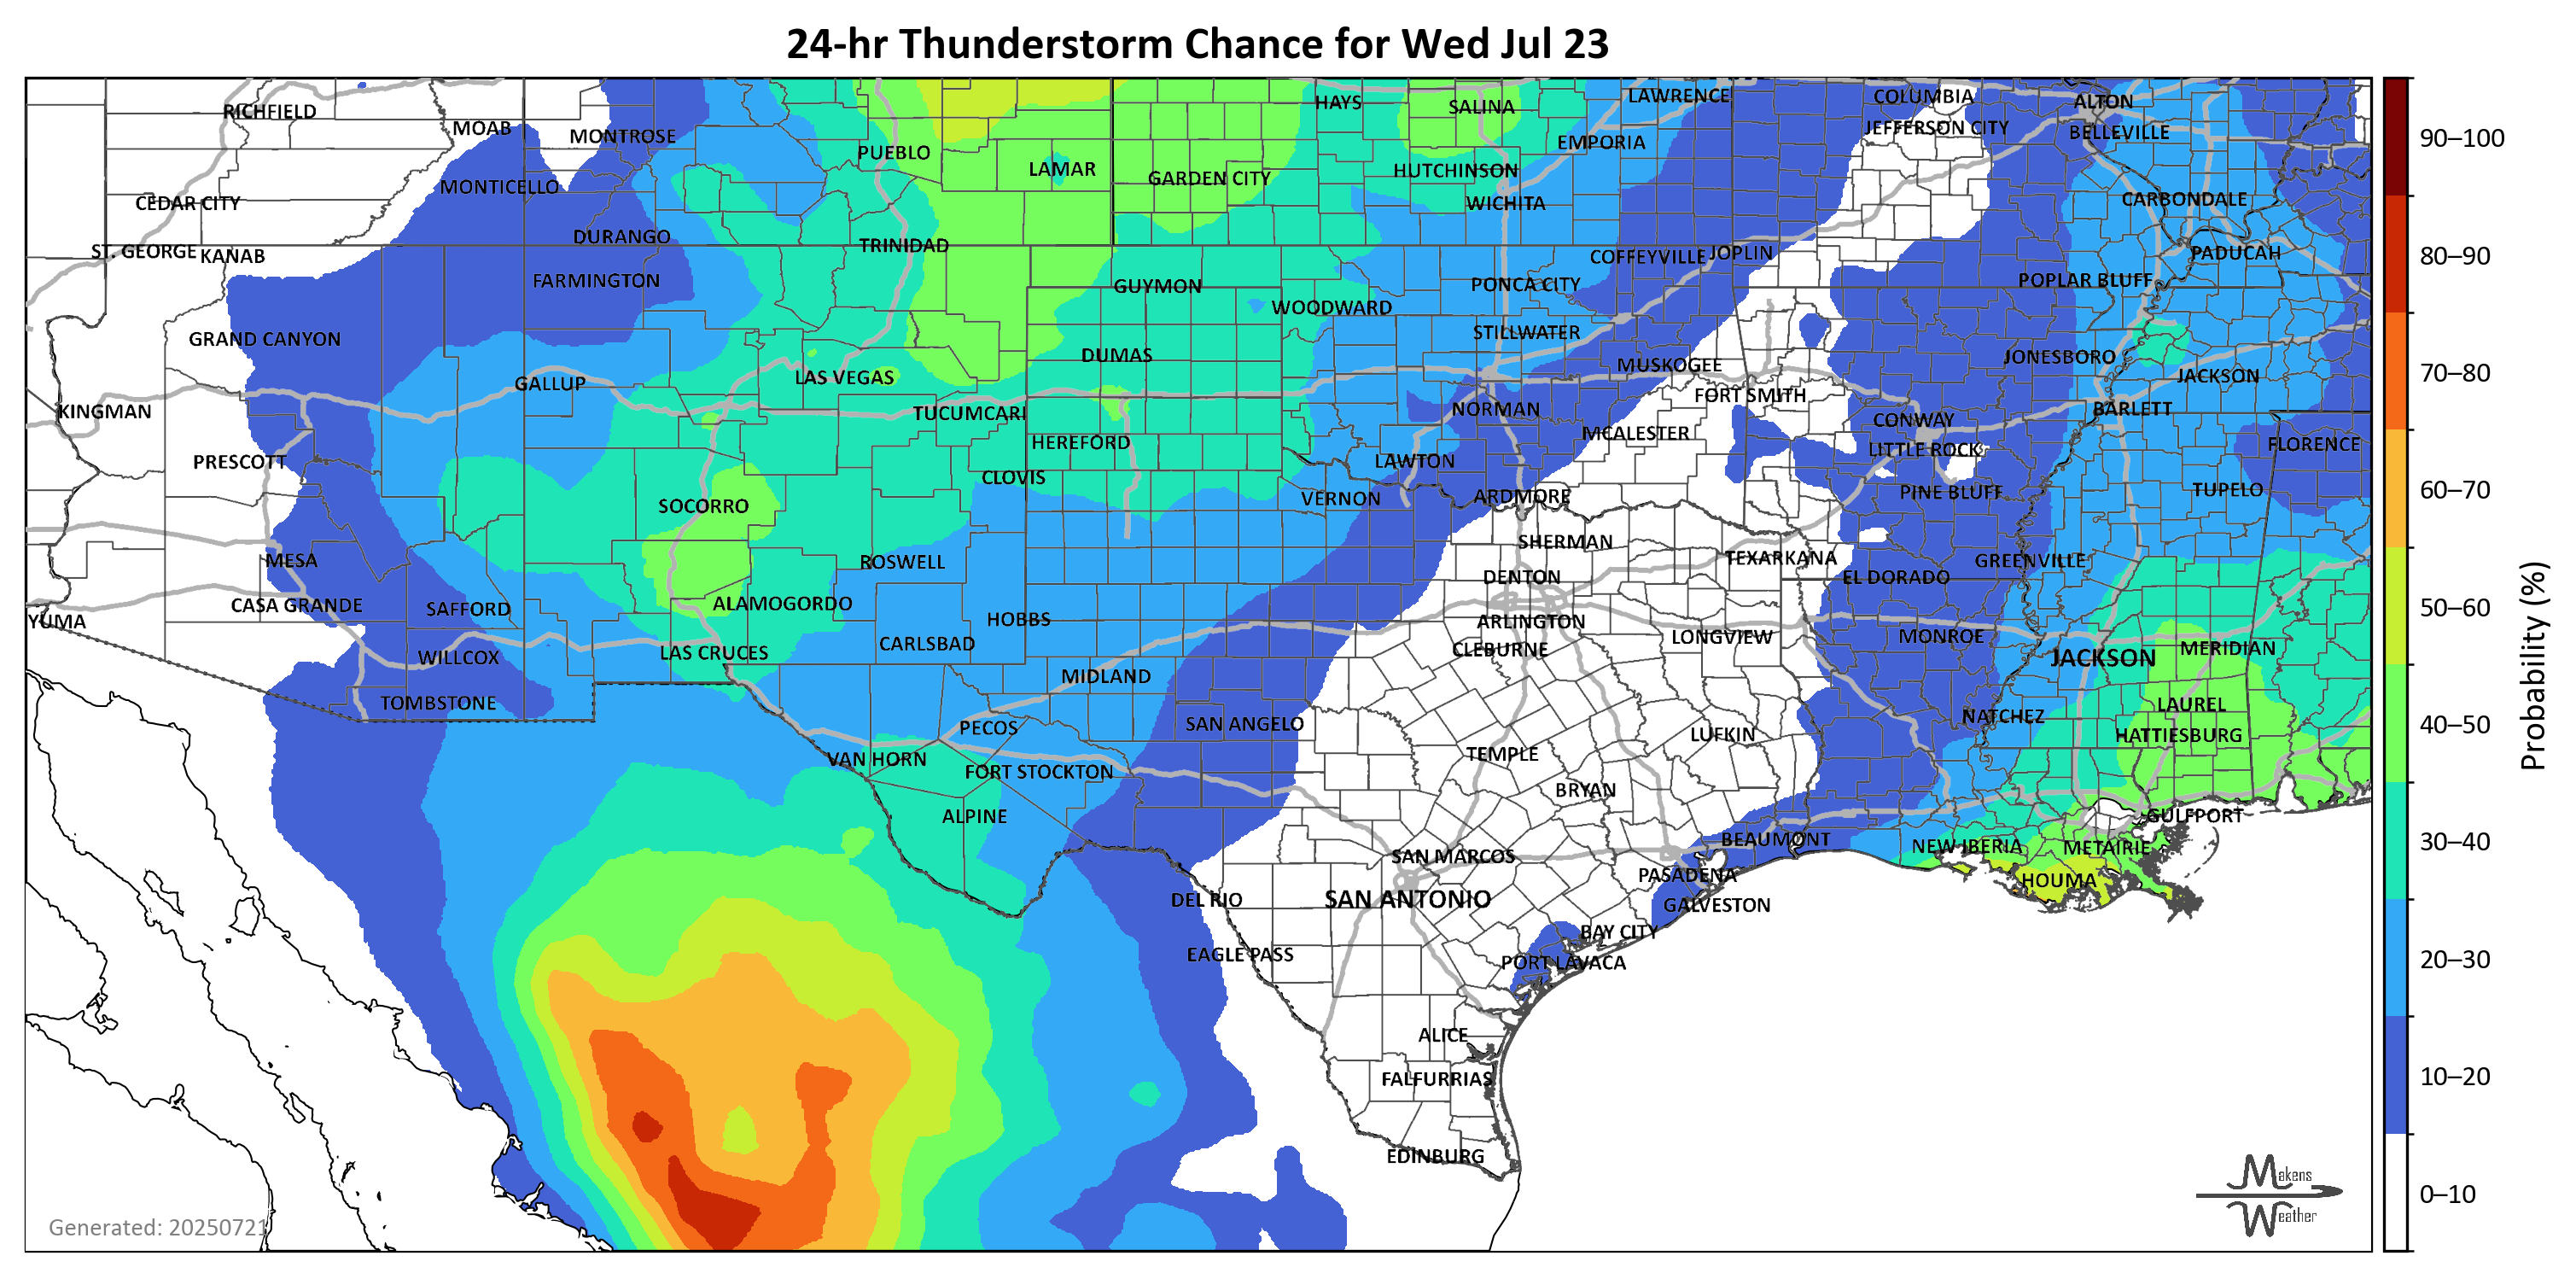 24-hr Thunderstorm Chance for Wed Jul 23
RICHFIELD
MOAB
MONTROSE
PUEBLO
LAMAR
GARDEN CITY
HAYS
SALINA
LAWRENCE
EMPORIA
HUTCHINSON
WICHITA
COLUMBIA
JEFFERSON CITY
ALTON
BELLEVILLE
CARBONDALE
CEDAR CITY
MONTICELLO
ST. GEORGE
KANAB
DURANGO
TRINIDAD
FARMINGTON
GUYMON
WOODWARD
PONCA CITY
COFFEYVILLE
JOPLIN
POPLAR BLUFF
PADUCAH
GRAND CANYON
STILLWATER
DUMAS
MUSKOGEE
JONESBORO
JACKSON
GALLUP
LAS VEGAS
KINGMAN
TUCUMCARI
NORMAN
FORT SMITH
CONWAY
BARLETT
HEREFORD
MCALESTER
LITTLE ROCK
FLORENCE
PRESCOTT
CLOVIS
LAWTON
SOCORRO
VERNON
ARDMORE
PINE BLUFF
TUPELO
MESA
ROSWELL
SHERMAN
TEXARKANA
GREENVILLE
DENTON
EL DORADO
CASA GRANDE
SAFFORD
ALAMOGORDO
HOBBS
YUMA
ARLINGTON
CARLSBAD
CLEBURNE
LONGVIEW
MONROE
JACKSON
MERIDIAN
WILLCOX
LAS CRUCES
MIDLAND
TOMBSTONE
PECOS
SAN ANGELO
LUFKIN
NATCHEZ
LAUREL
HATTIESBURG
VAN HORN
FORT STOCKTON
TEMPLE
BRYAN
ALPINE
GULFPORT
BEAUMONT
NEW IBERIA
METAIRIE
SAN MARCOS
PASADENA
HOUMA
DEL RIO
SAN ANTONIO
GALVESTON
BAY CITY
EAGLE PASS
PORT LAVACA
ALICE
FALFURRIAS
EDINBURG
Generated: 20250721
Makens
Weather
90–100
80–90
70–80
60–70
50–60
40–50
30–40
20–30
10–20
0–10
Probability (%)